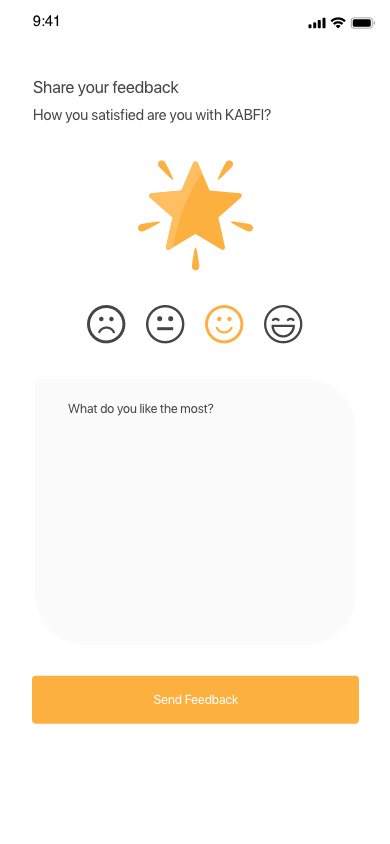 9:41
Share your feedback
How you satisfied are you with KABFI?
What do you like the most?
Send Feedback